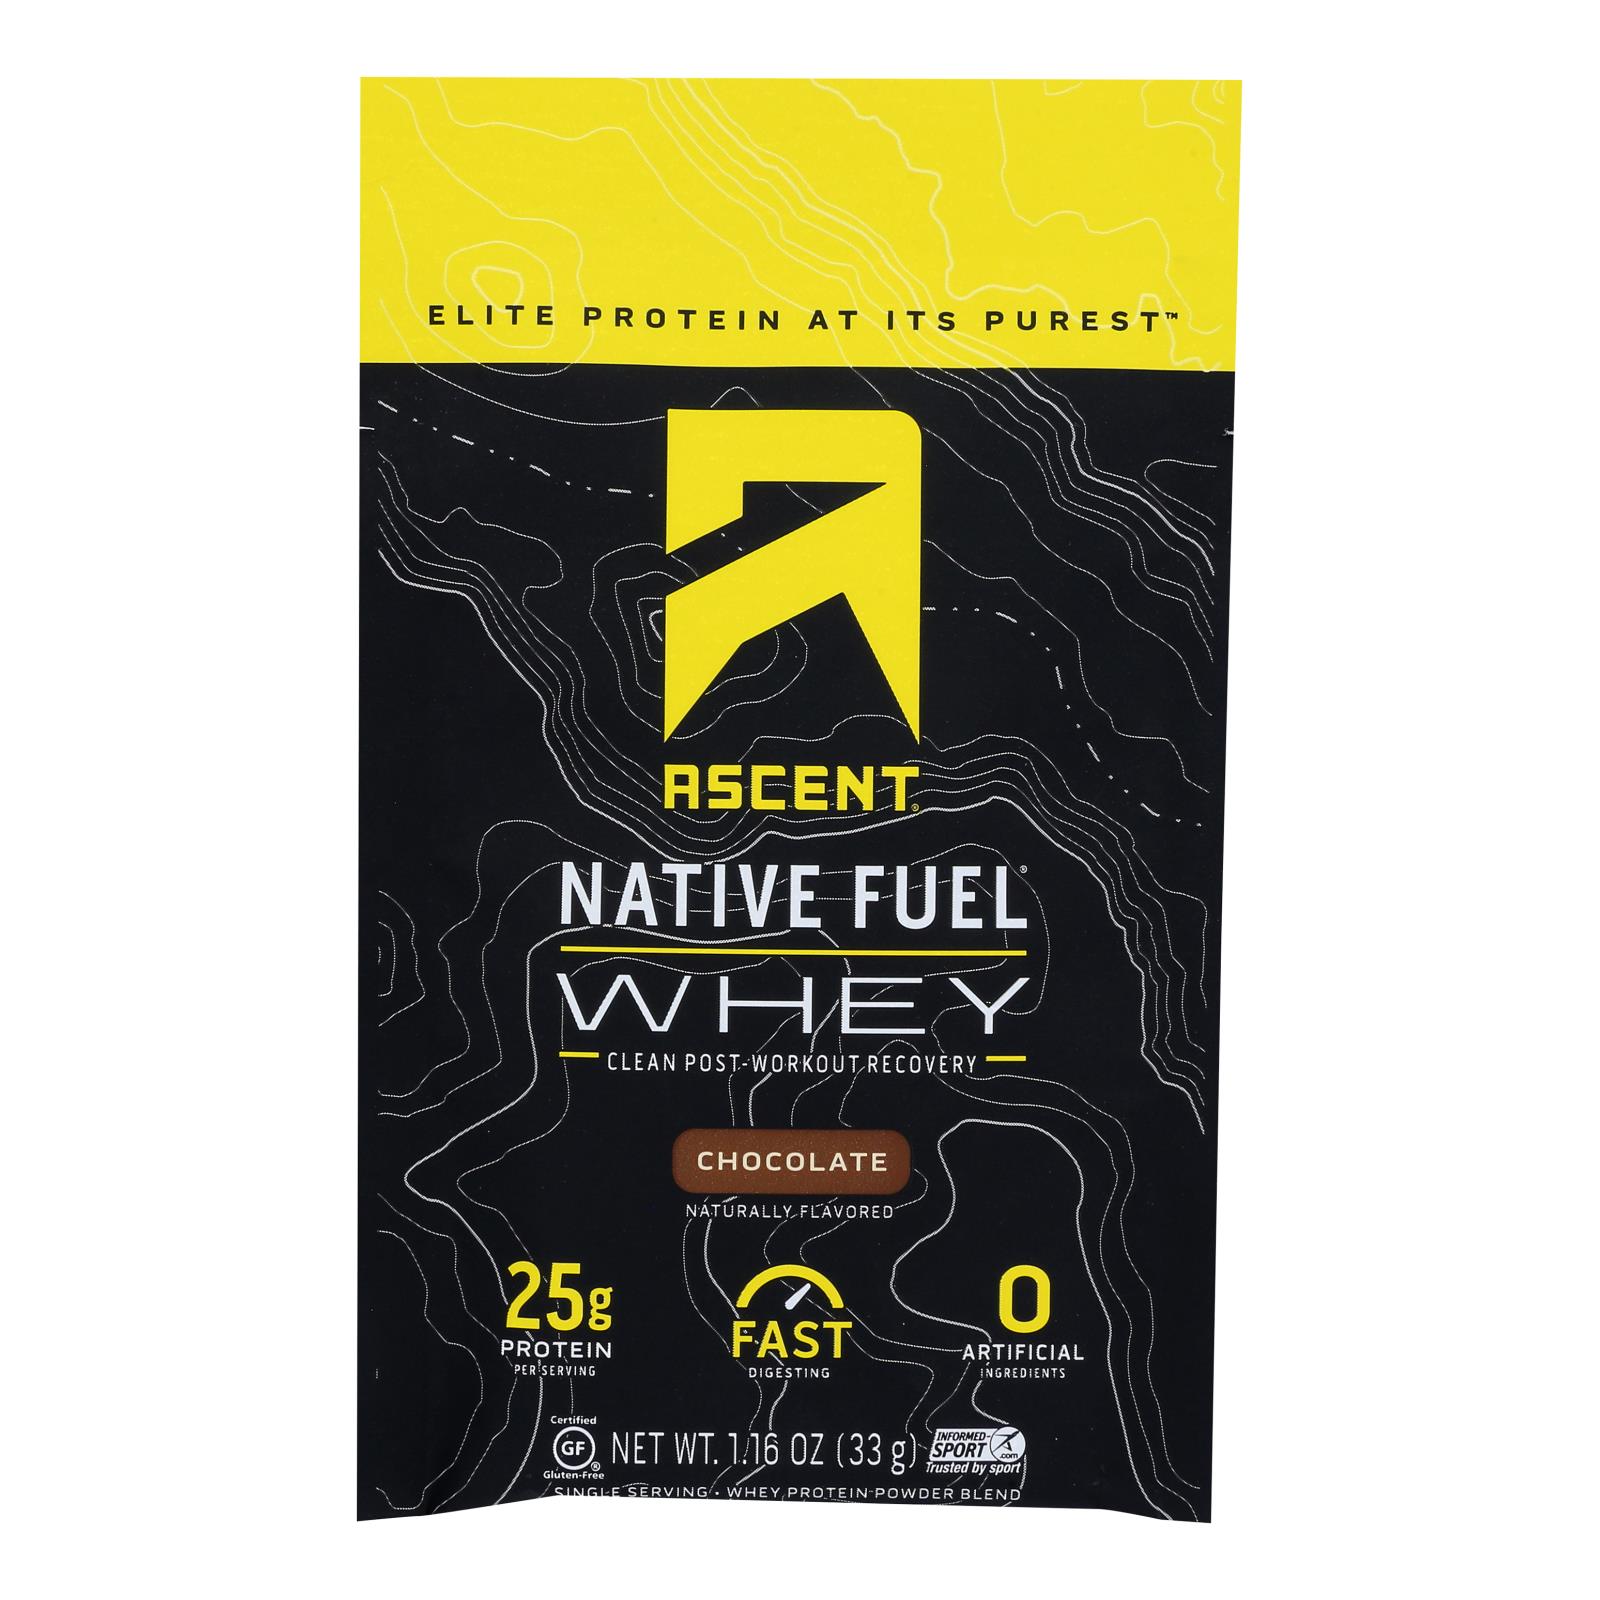 ELITE PROTEIN AT ITS PUREST™
ASCENT®
NATIVE FUEL®
WHEY
CLEAN POST-WORKOUT RECOVERY
CHOCOLATE
NATURALLY FLAVORED
25g
PROTEIN
PER SERVING
FAST
DIGESTING
0
ARTIFICIAL
INGREDIENTS
Certified
GF®
Gluten-Free
NET WT. 1.16 OZ (33 g)
INFORMED-
SPORT
.com
Trusted by sport
SINGLE SERVING • WHEY PROTEIN POWDER BLEND